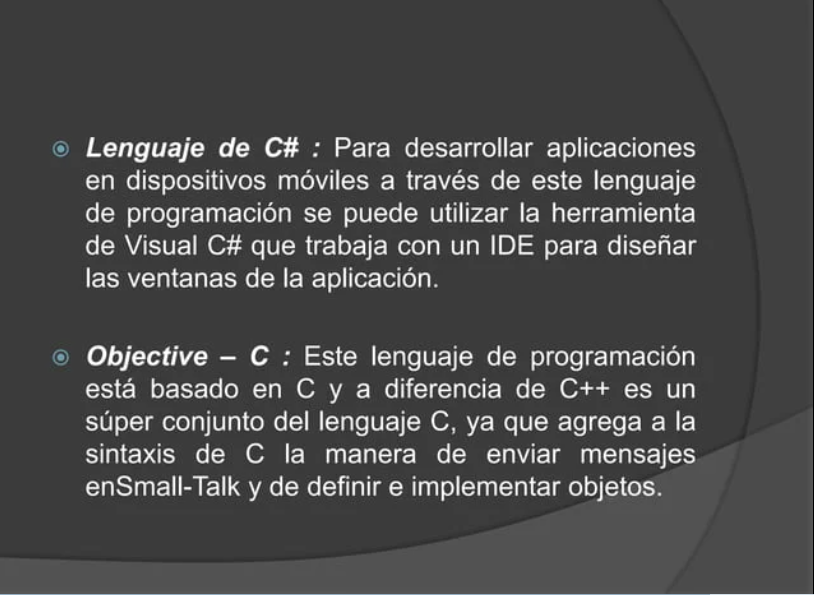 Lenguaje de C# : Para desarrollar aplicaciones
en dispositivos móviles a través de este lenguaje
de programación se puede utilizar la herramienta
de Visual C# que trabaja con un IDE para diseñar
las ventanas de la aplicación.
Objective – C : Este lenguaje de programación
está basado en C y a diferencia de C++ es un
súper conjunto del lenguaje C, ya que agrega a la
sintaxis de C la manera de enviar mensajes
enSmall-Talk y de definir e implementar objetos.